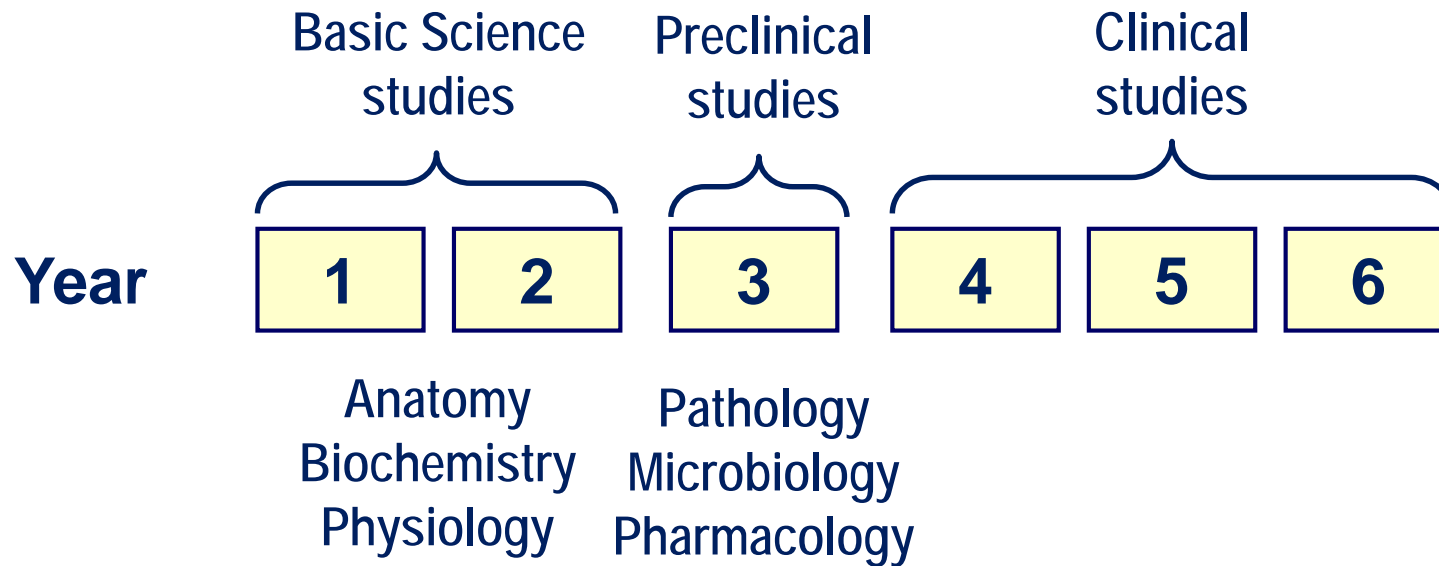 Basic Science
studies
Preclinical
studies
Clinical
studies
Year 1 2 3 4 5 6
Anatomy
Biochemistry
Physiology
Pathology
Microbiology
Pharmacology